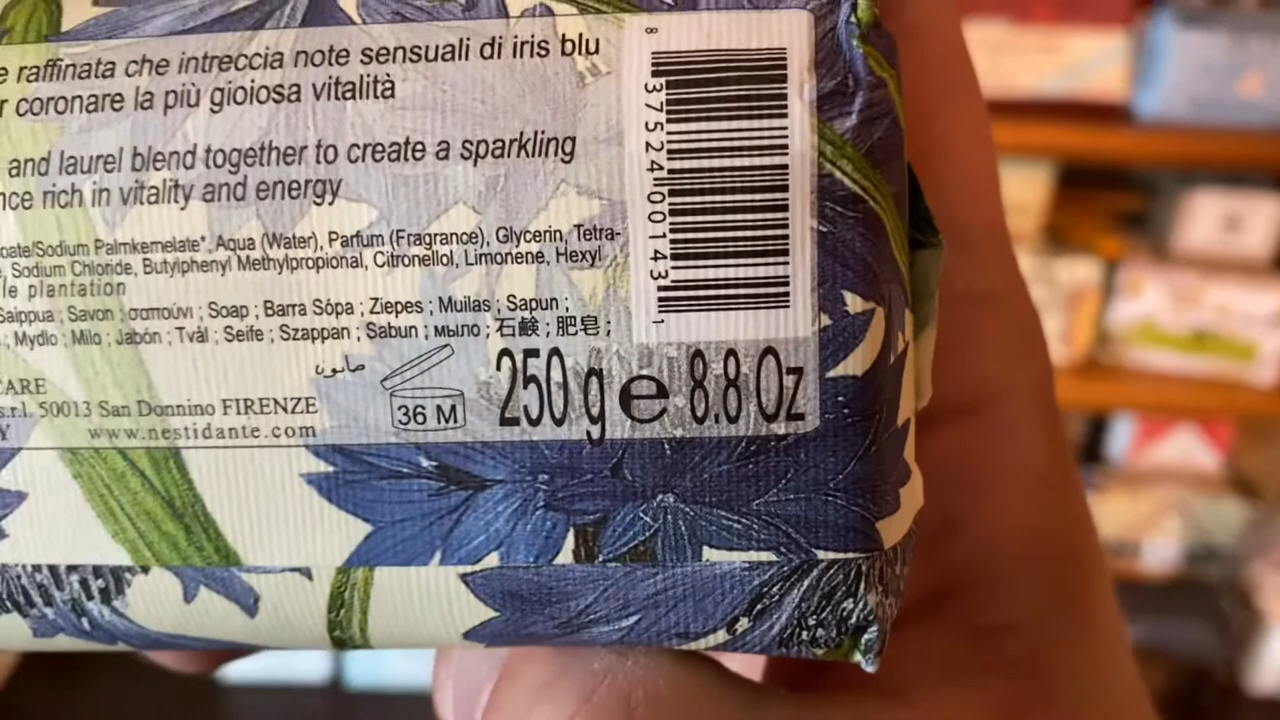 e raffinata che intreccia note sensuali di iris blu
r coronare la più gioiosa vitalità
and laurel blend together to create a sparkling
nce rich in vitality and energy
oate/Sodium Palmkernelate*, Aqua (Water), Parfum (Fragrance), Glycerin, Tetra-
, Sodium Chloride, Butylphenyl Methylpropional, Citronellol, Limonene, Hexyl
le plantation
Saippua ; Savon ; σαπούνι ; Soap ; Barra Sópa ; Ziepes ; Muilas ; Sapun ;
; Mydlo ; Milo ; Jabón ; Tvål ; Seife ; Szappan ; Sabun ; мыло ; 石鹸 ; 肥皂 ;
صابونا
CARE
s.r.l. 50013 San Donnino FIRENZE
Y www.nestidante.com
36 M
250 g e 8.8 Oz
8 37524 00143 1